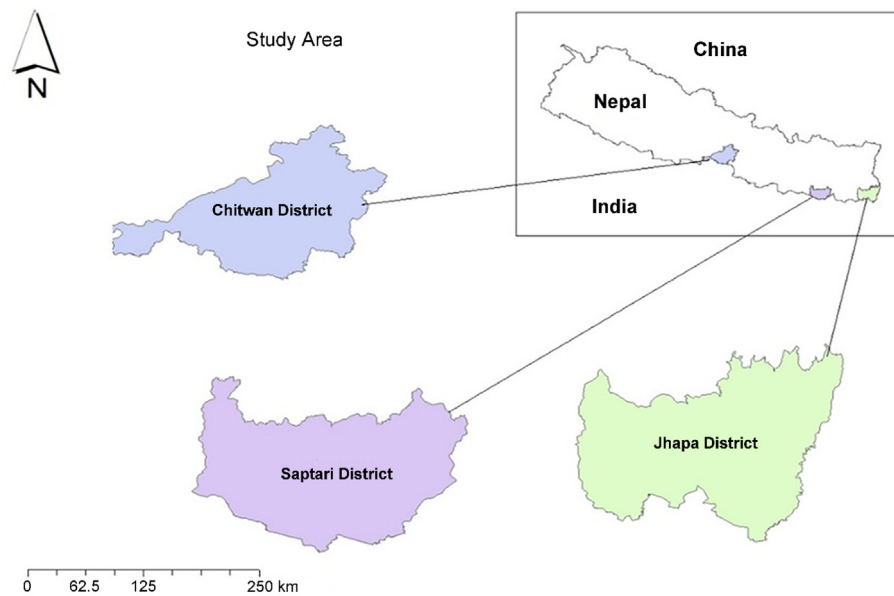 Study Area
N
China
Nepal
India
Chitwan District
Saptari District
Jhapa District
0 62.5 125 250 km